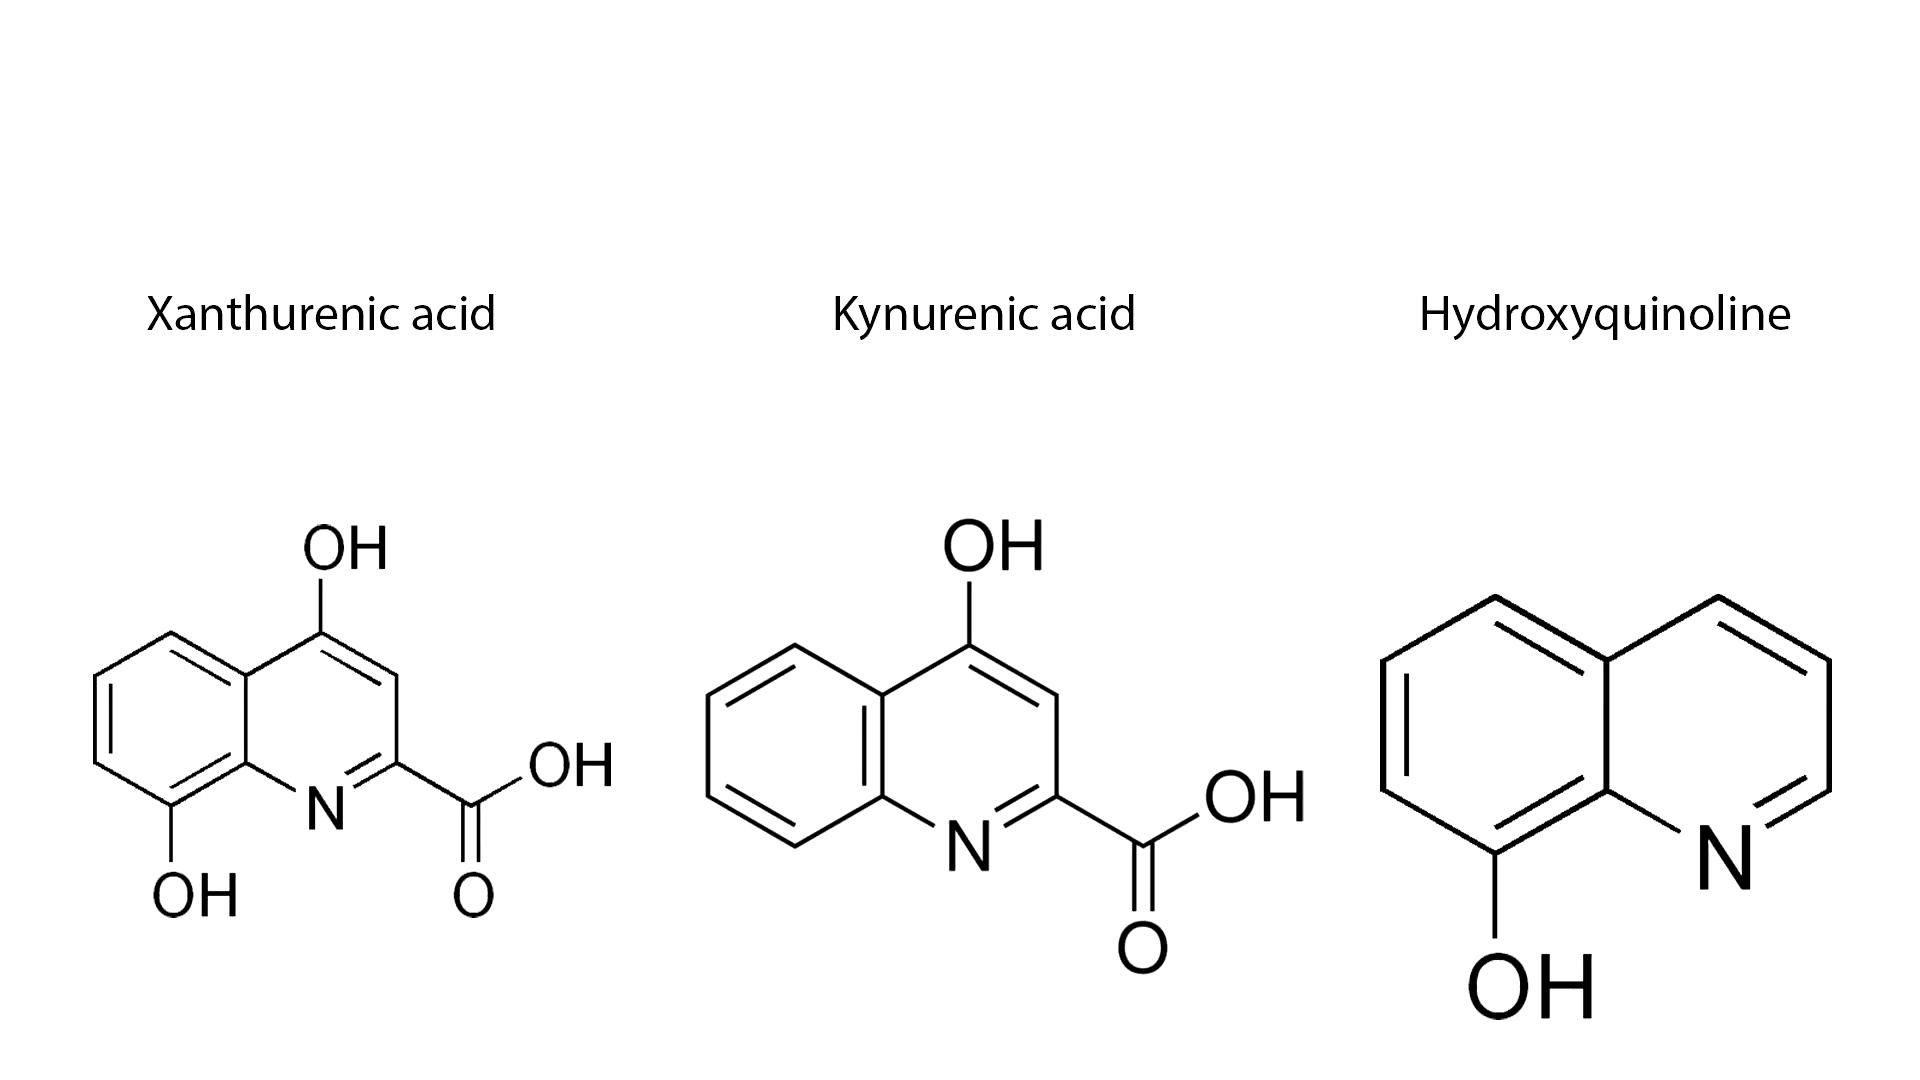 Xanthurenic acid
Kynurenic acid
Hydroxyquinoline
OH
N
OH
O
OH
OH
N
OH
O
N
OH